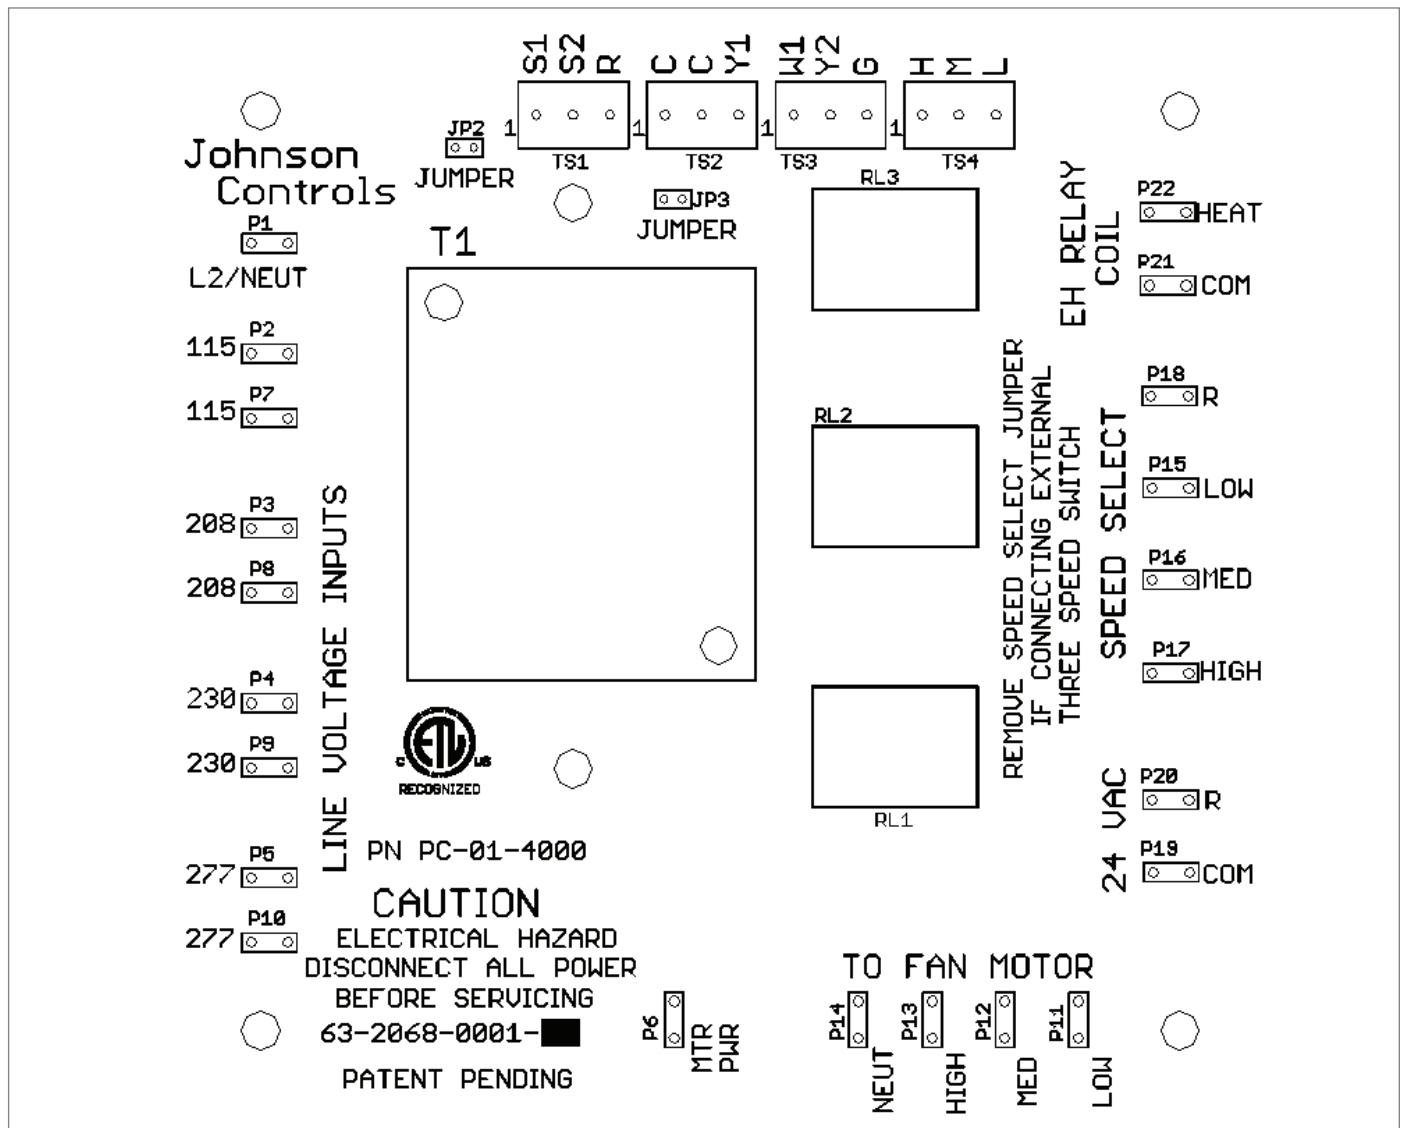 S1 S2 R
C C Y1
W1 Y2 G
H M L
1
1
1
1
TS1
TS2
TS3
TS4
JP2
JUMPER
JP3
JUMPER
Johnson
Controls
P1
L2/NEUT
P2
115
P7
115
P3
208
P8
208
P4
230
P9
230
P5
277
P10
277
LINE VOLTAGE INPUTS
T1
RL3
RL2
RL1
EH RELAY
COIL
P22
HEAT
P21
COM
REMOVE SPEED SELECT JUMPER
IF CONNECTING EXTERNAL
THREE SPEED SWITCH
SPEED SELECT
P18
R
P15
LOW
P16
MED
P17
HIGH
24 VAC
P20
R
P19
COM
ETL
C US
RECOGNIZED
PN PC-01-4000
CAUTION
ELECTRICAL HAZARD
DISCONNECT ALL POWER
BEFORE SERVICING
63-2068-0001-
PATENT PENDING
P6
MTR
PWR
TO FAN MOTOR
P14
NEUT
P13
HIGH
P12
MED
P11
LOW